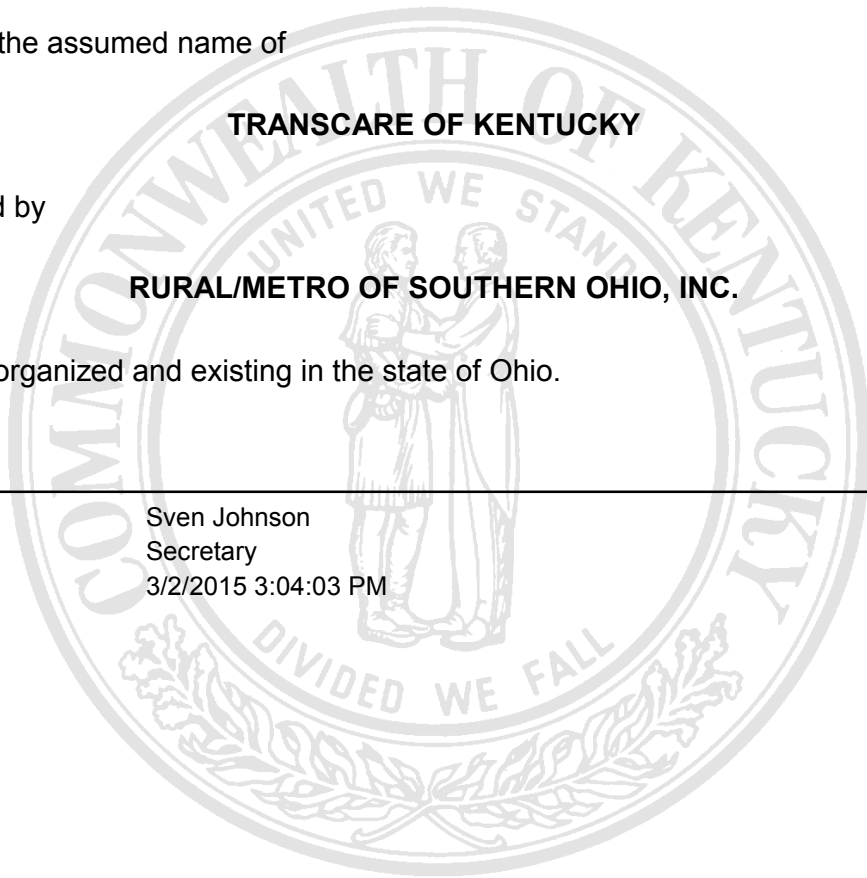 the assumed name of
TRANSCARE OF KENTUCKY
d by
RURAL/METRO OF SOUTHERN OHIO, INC.
organized and existing in the state of Ohio.
Sven Johnson
Secretary
3/2/2015 3:04:03 PM
COMMONWEALTH OF KENTUCKY
UNITED WE STAND
DIVIDED WE FALL